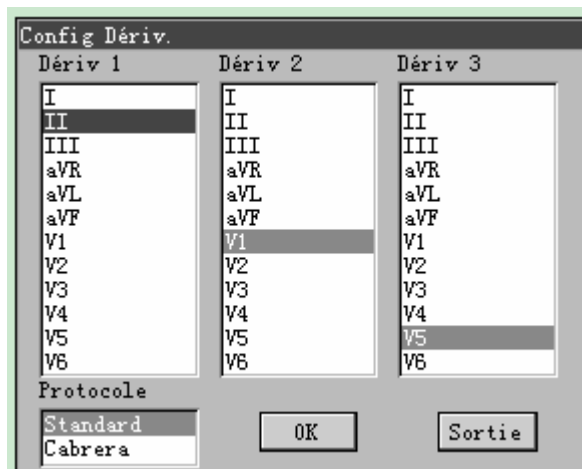 Config Dériv.
Dériv 1
I
II
III
aVR
aVL
aVF
V1
V2
V3
V4
V5
V6
Dériv 2
I
II
III
aVR
aVL
aVF
V1
V2
V3
V4
V5
V6
Dériv 3
I
II
III
aVR
aVL
aVF
V1
V2
V3
V4
V5
V6
Protocole
Standard
Cabrera
OK
Sortie